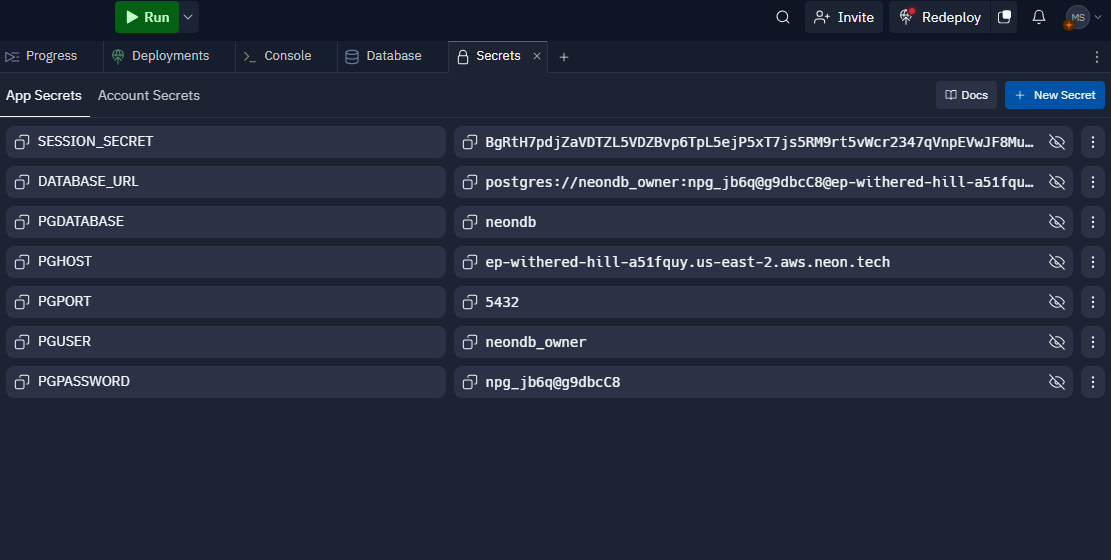 Run
Invite
Redeploy
MS
Progress
Deployments
Console
Database
Secrets
App Secrets
Account Secrets
Docs
New Secret
SESSION_SECRET
BgRtH7pdjZaVDTZL5VDZBvp6TpL5ejP5xT7js5RM9rt5vWcr2347qVnpEVwJF8Mu...
DATABASE_URL
postgres://neondb_owner:npg_jb6q@g9dbcC8@ep-withered-hill-a51fqu...
PGDATABASE
neondb
PGHOST
ep-withered-hill-a51fquy.us-east-2.aws.neon.tech
PGPORT
5432
PGUSER
neondb_owner
PGPASSWORD
npg_jb6q@g9dbcC8